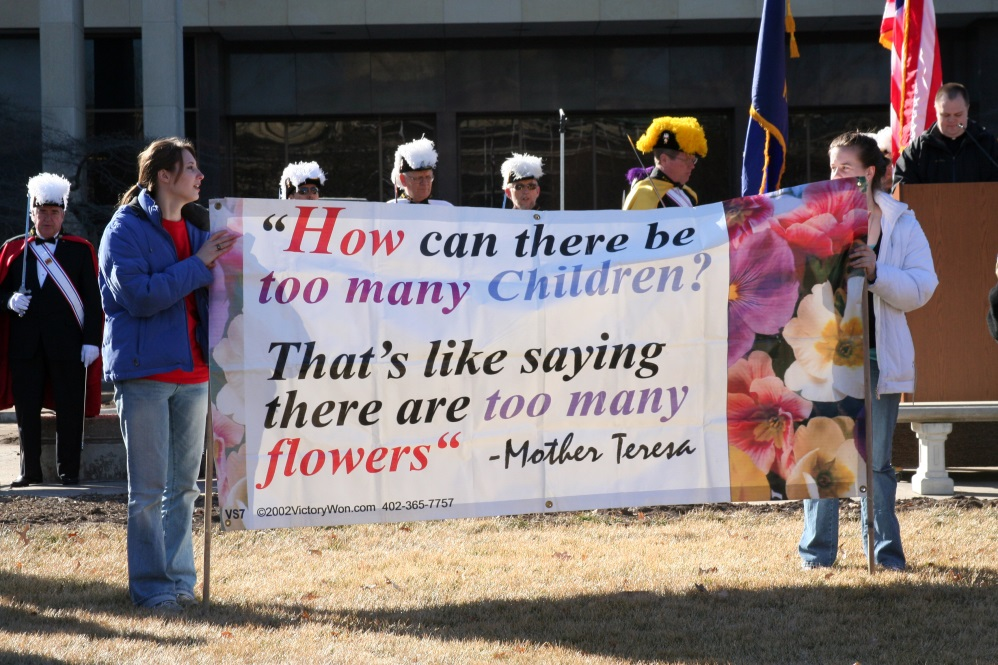 “How can there be
too many Children?
That’s like saying
there are too many
flowers“ -Mother Teresa
VS7 ©2002VictoryWon.com 402-365-7757